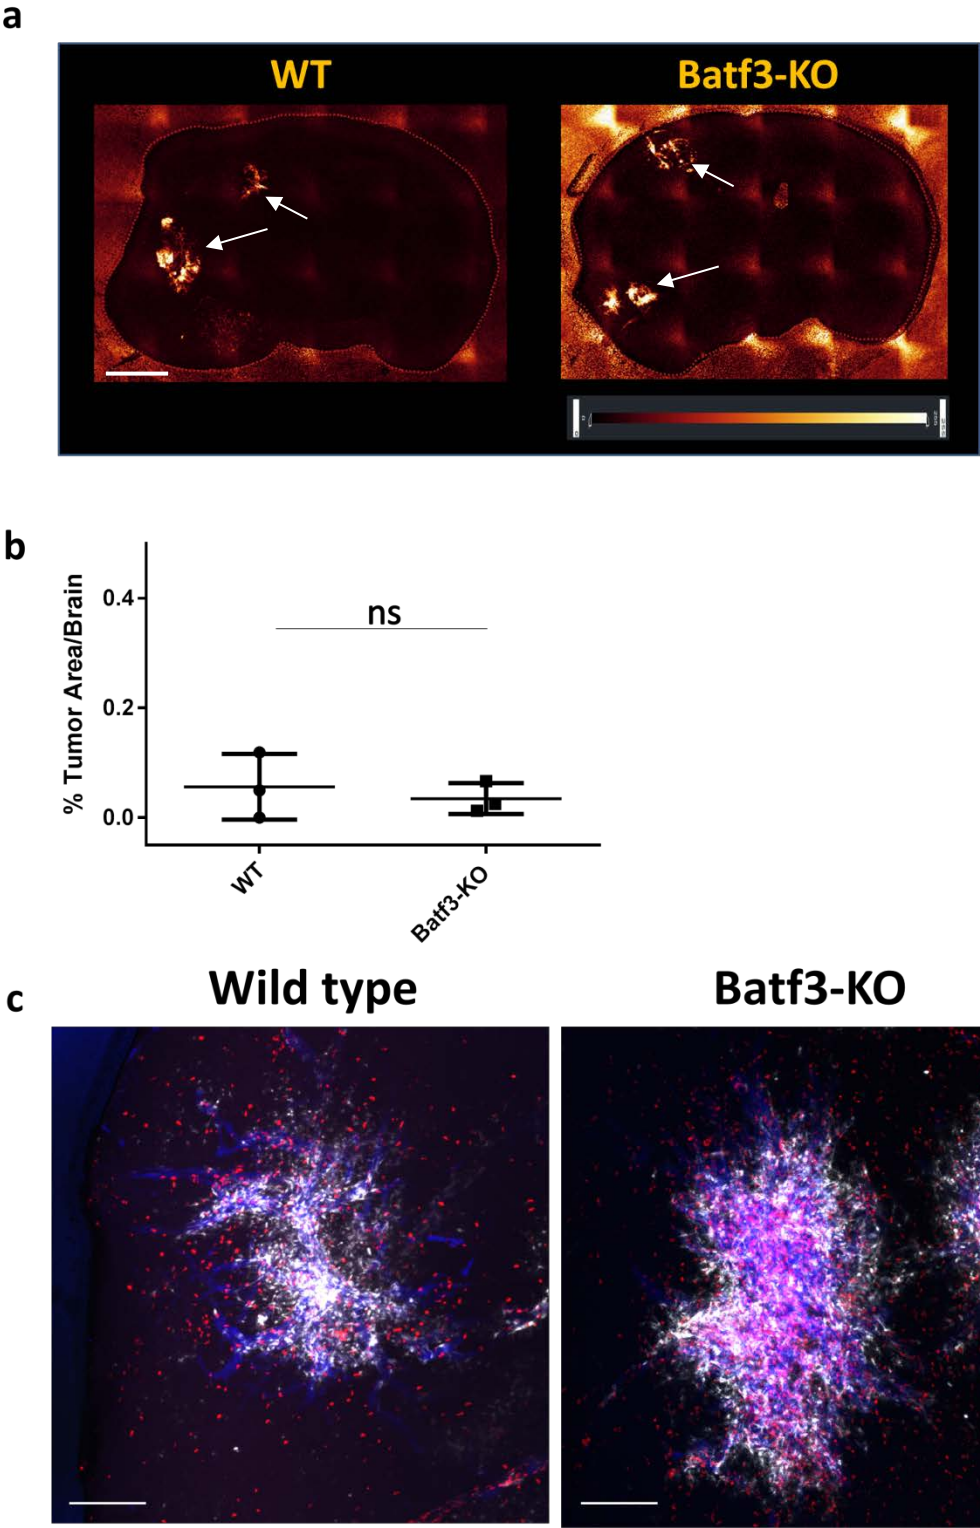 a
WT
Batf3-KO
b
% Tumor Area/Brain
0.4
ns
0.2
0.0
WT
Batf3-KO
c
Wild type
Batf3-KO